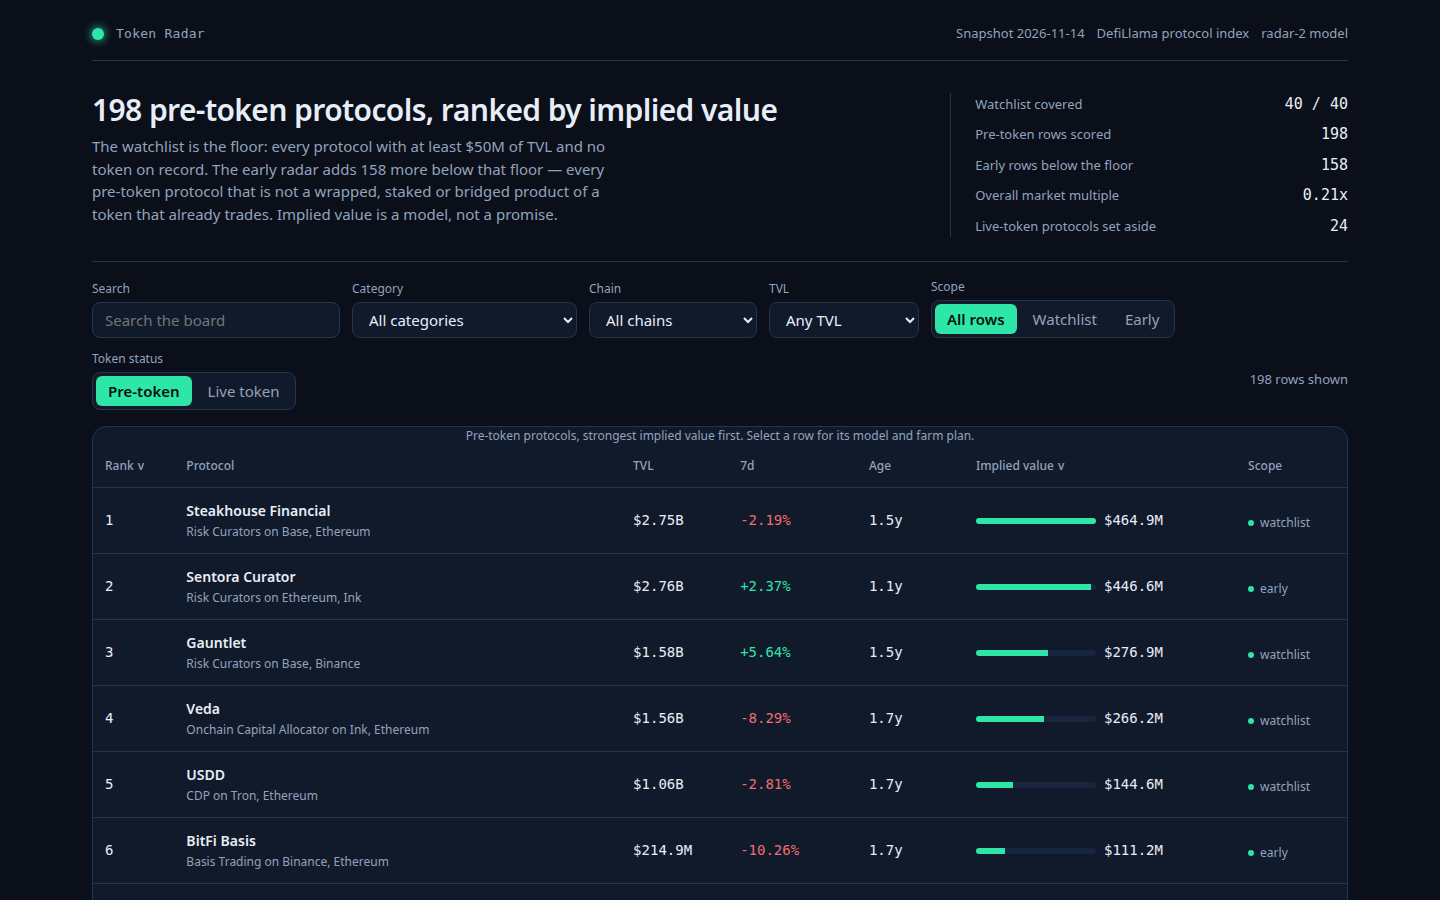 Token Radar
Snapshot 2026-11-14 DefiLlama protocol index radar-2 model
198 pre-token protocols, ranked by implied value
The watchlist is the floor: every protocol with at least $50M of TVL and no
token on record. The early radar adds 158 more below that floor — every
pre-token protocol that is not a wrapped, staked or bridged product of a
token that already trades. Implied value is a model, not a promise.
Watchlist covered 40 / 40
Pre-token rows scored 198
Early rows below the floor 158
Overall market multiple 0.21x
Live-token protocols set aside 24
Search Category Chain TVL Scope
Search the board All categories All chains Any TVL All rows Watchlist Early
Token status
Pre-token Live token
198 rows shown
Pre-token protocols, strongest implied value first. Select a row for its model and farm plan.
Rank v Protocol TVL 7d Age Implied value v Scope
1 Steakhouse Financial $2.75B -2.19% 1.5y $464.9M watchlist
Risk Curators on Base, Ethereum
2 Sentora Curator $2.76B +2.37% 1.1y $446.6M early
Risk Curators on Ethereum, Ink
3 Gauntlet $1.58B +5.64% 1.5y $276.9M watchlist
Risk Curators on Base, Binance
4 Veda $1.56B -8.29% 1.7y $266.2M watchlist
Onchain Capital Allocator on Ink, Ethereum
5 USDD $1.06B -2.81% 1.7y $144.6M watchlist
CDP on Tron, Ethereum
6 BitFi Basis $214.9M -10.26% 1.7y $111.2M early
Basis Trading on Binance, Ethereum